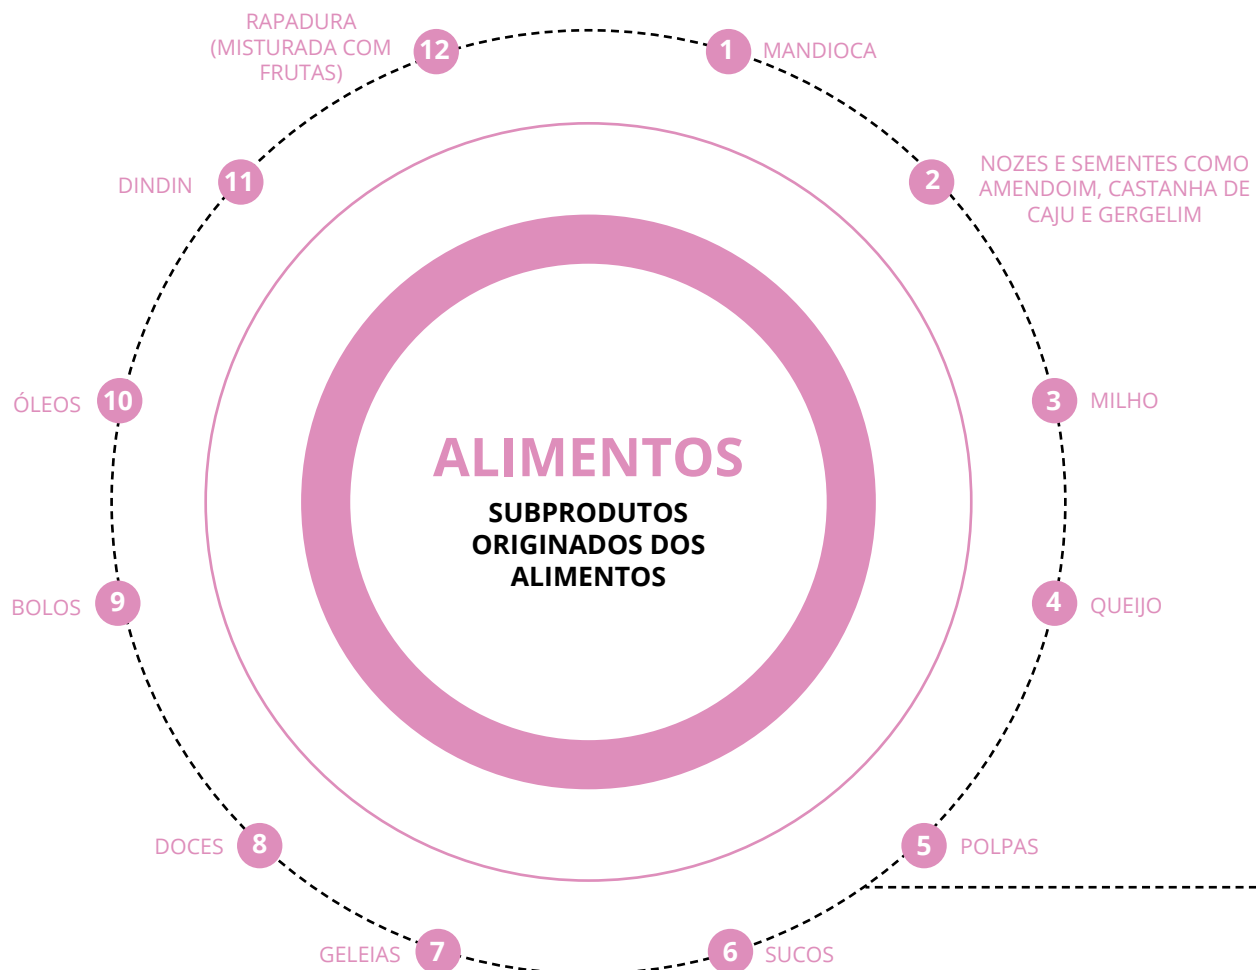 ALIMENTOS
SUBPRODUTOS
ORIGINADOS DOS
ALIMENTOS
1 MANDIOCA
2 NOZES E SEMENTES COMO
AMENDOIM, CASTANHA DE
CAJU E GERGELIM
3 MILHO
4 QUEIJO
5 POLPAS
6 SUCOS
7 GELEIAS
8 DOCES
9 BOLOS
10 ÓLEOS
11 DINDIN
12 RAPADURA
(MISTURADA COM
FRUTAS)